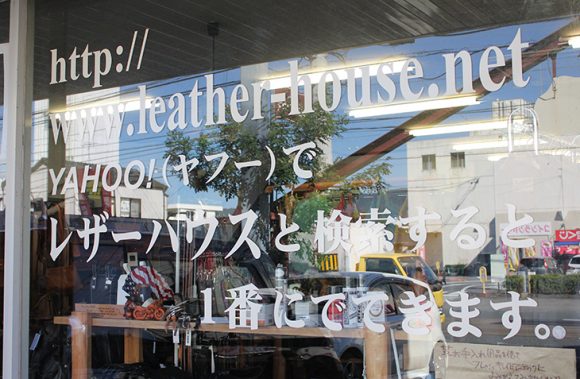 http://
www.leather-house.net
YAHOO!(ヤフー)で
レザーハウスと検索すると、
1番にでてきます。。